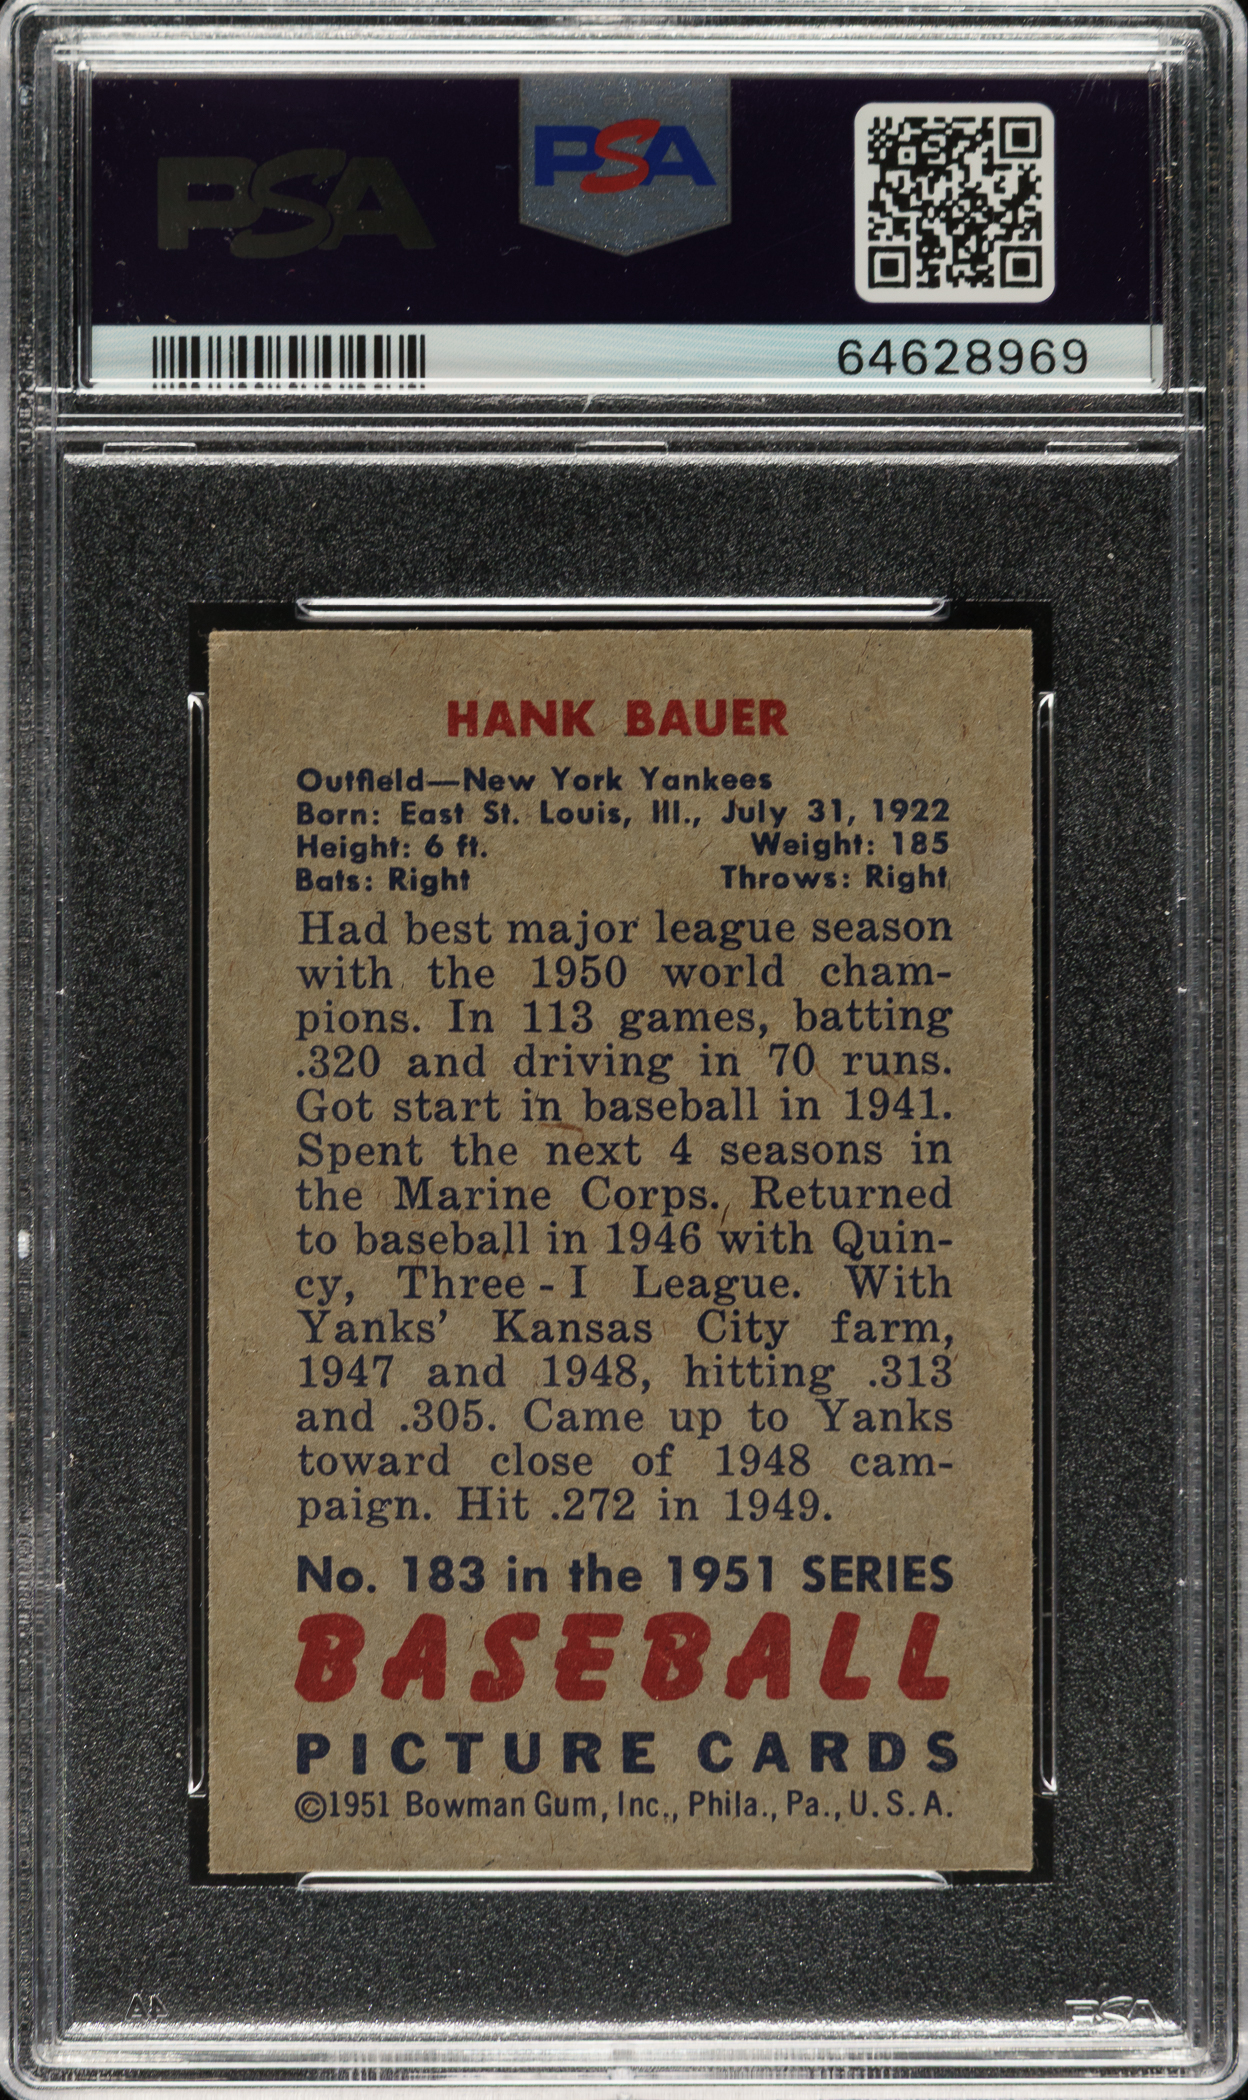 PSA
PSA
64628969
HANK BAUER
Outfield—New York Yankees
Born: East St. Louis, Ill., July 31, 1922
Height: 6 ft. Weight: 185
Bats: Right Throws: Right
Had best major league season
with the 1950 world cham-
pions. In 113 games, batting
.320 and driving in 70 runs.
Got start in baseball in 1941.
Spent the next 4 seasons in
the Marine Corps. Returned
to baseball in 1946 with Quin-
cy, Three - I League. With
Yanks' Kansas City farm,
1947 and 1948, hitting .313
and .305. Came up to Yanks
toward close of 1948 cam-
paign. Hit .272 in 1949.
No. 183 in the 1951 SERIES
BASEBALL
PICTURE CARDS
©1951 Bowman Gum, Inc., Phila., Pa., U.S.A.
PSA